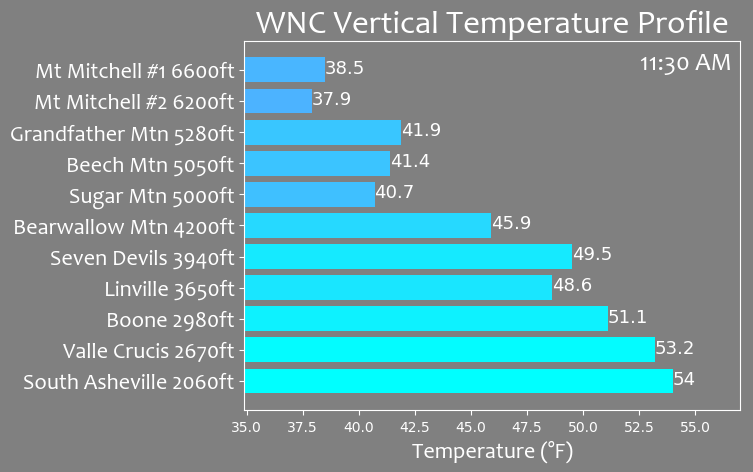 WNC Vertical Temperature Profile
11:30 AM
Mt Mitchell #1 6600ft 38.5
Mt Mitchell #2 6200ft 37.9
Grandfather Mtn 5280ft 41.9
Beech Mtn 5050ft 41.4
Sugar Mtn 5000ft 40.7
Bearwallow Mtn 4200ft 45.9
Seven Devils 3940ft 49.5
Linville 3650ft 48.6
Boone 2980ft 51.1
Valle Crucis 2670ft 53.2
South Asheville 2060ft 54
35.0 37.5 40.0 42.5 45.0 47.5 50.0 52.5 55.0
Temperature (°F)